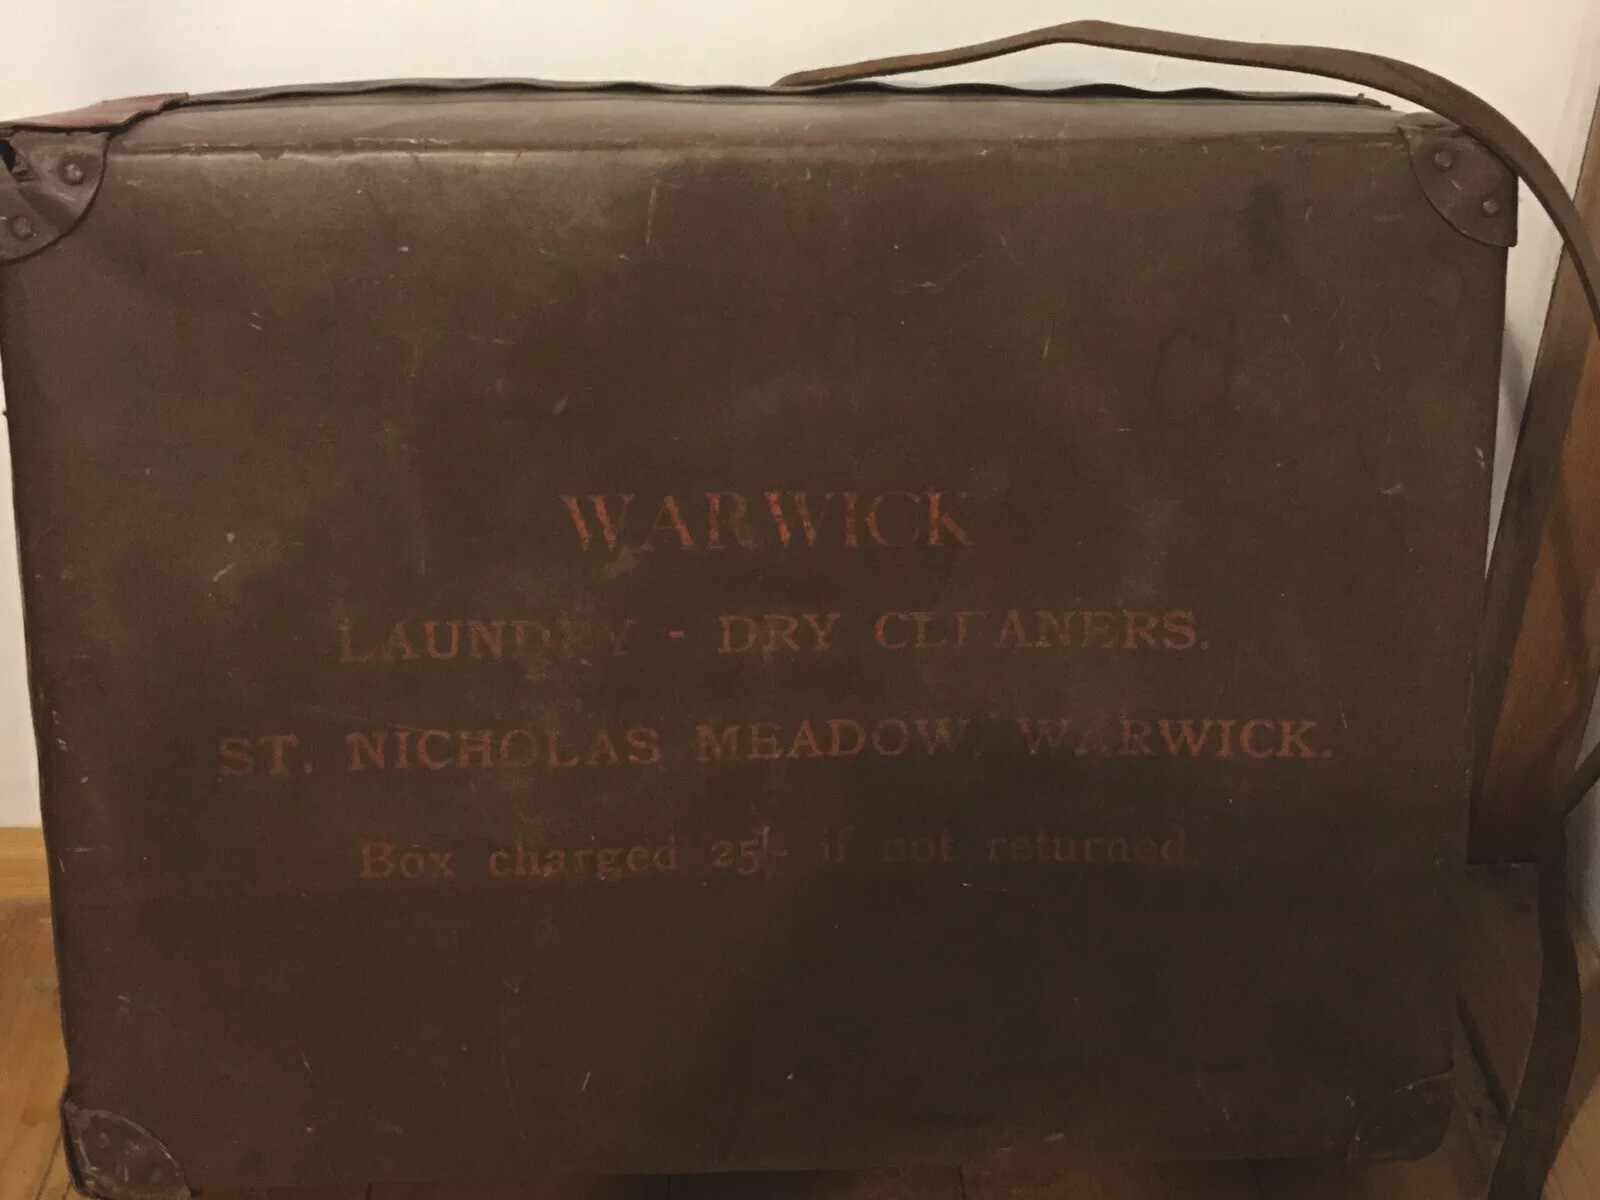 WARWICK
LAUNDRY - DRY CLEANERS.
ST. NICHOLAS MEADOW, WARWICK.
Box charged 25/- if not returned.